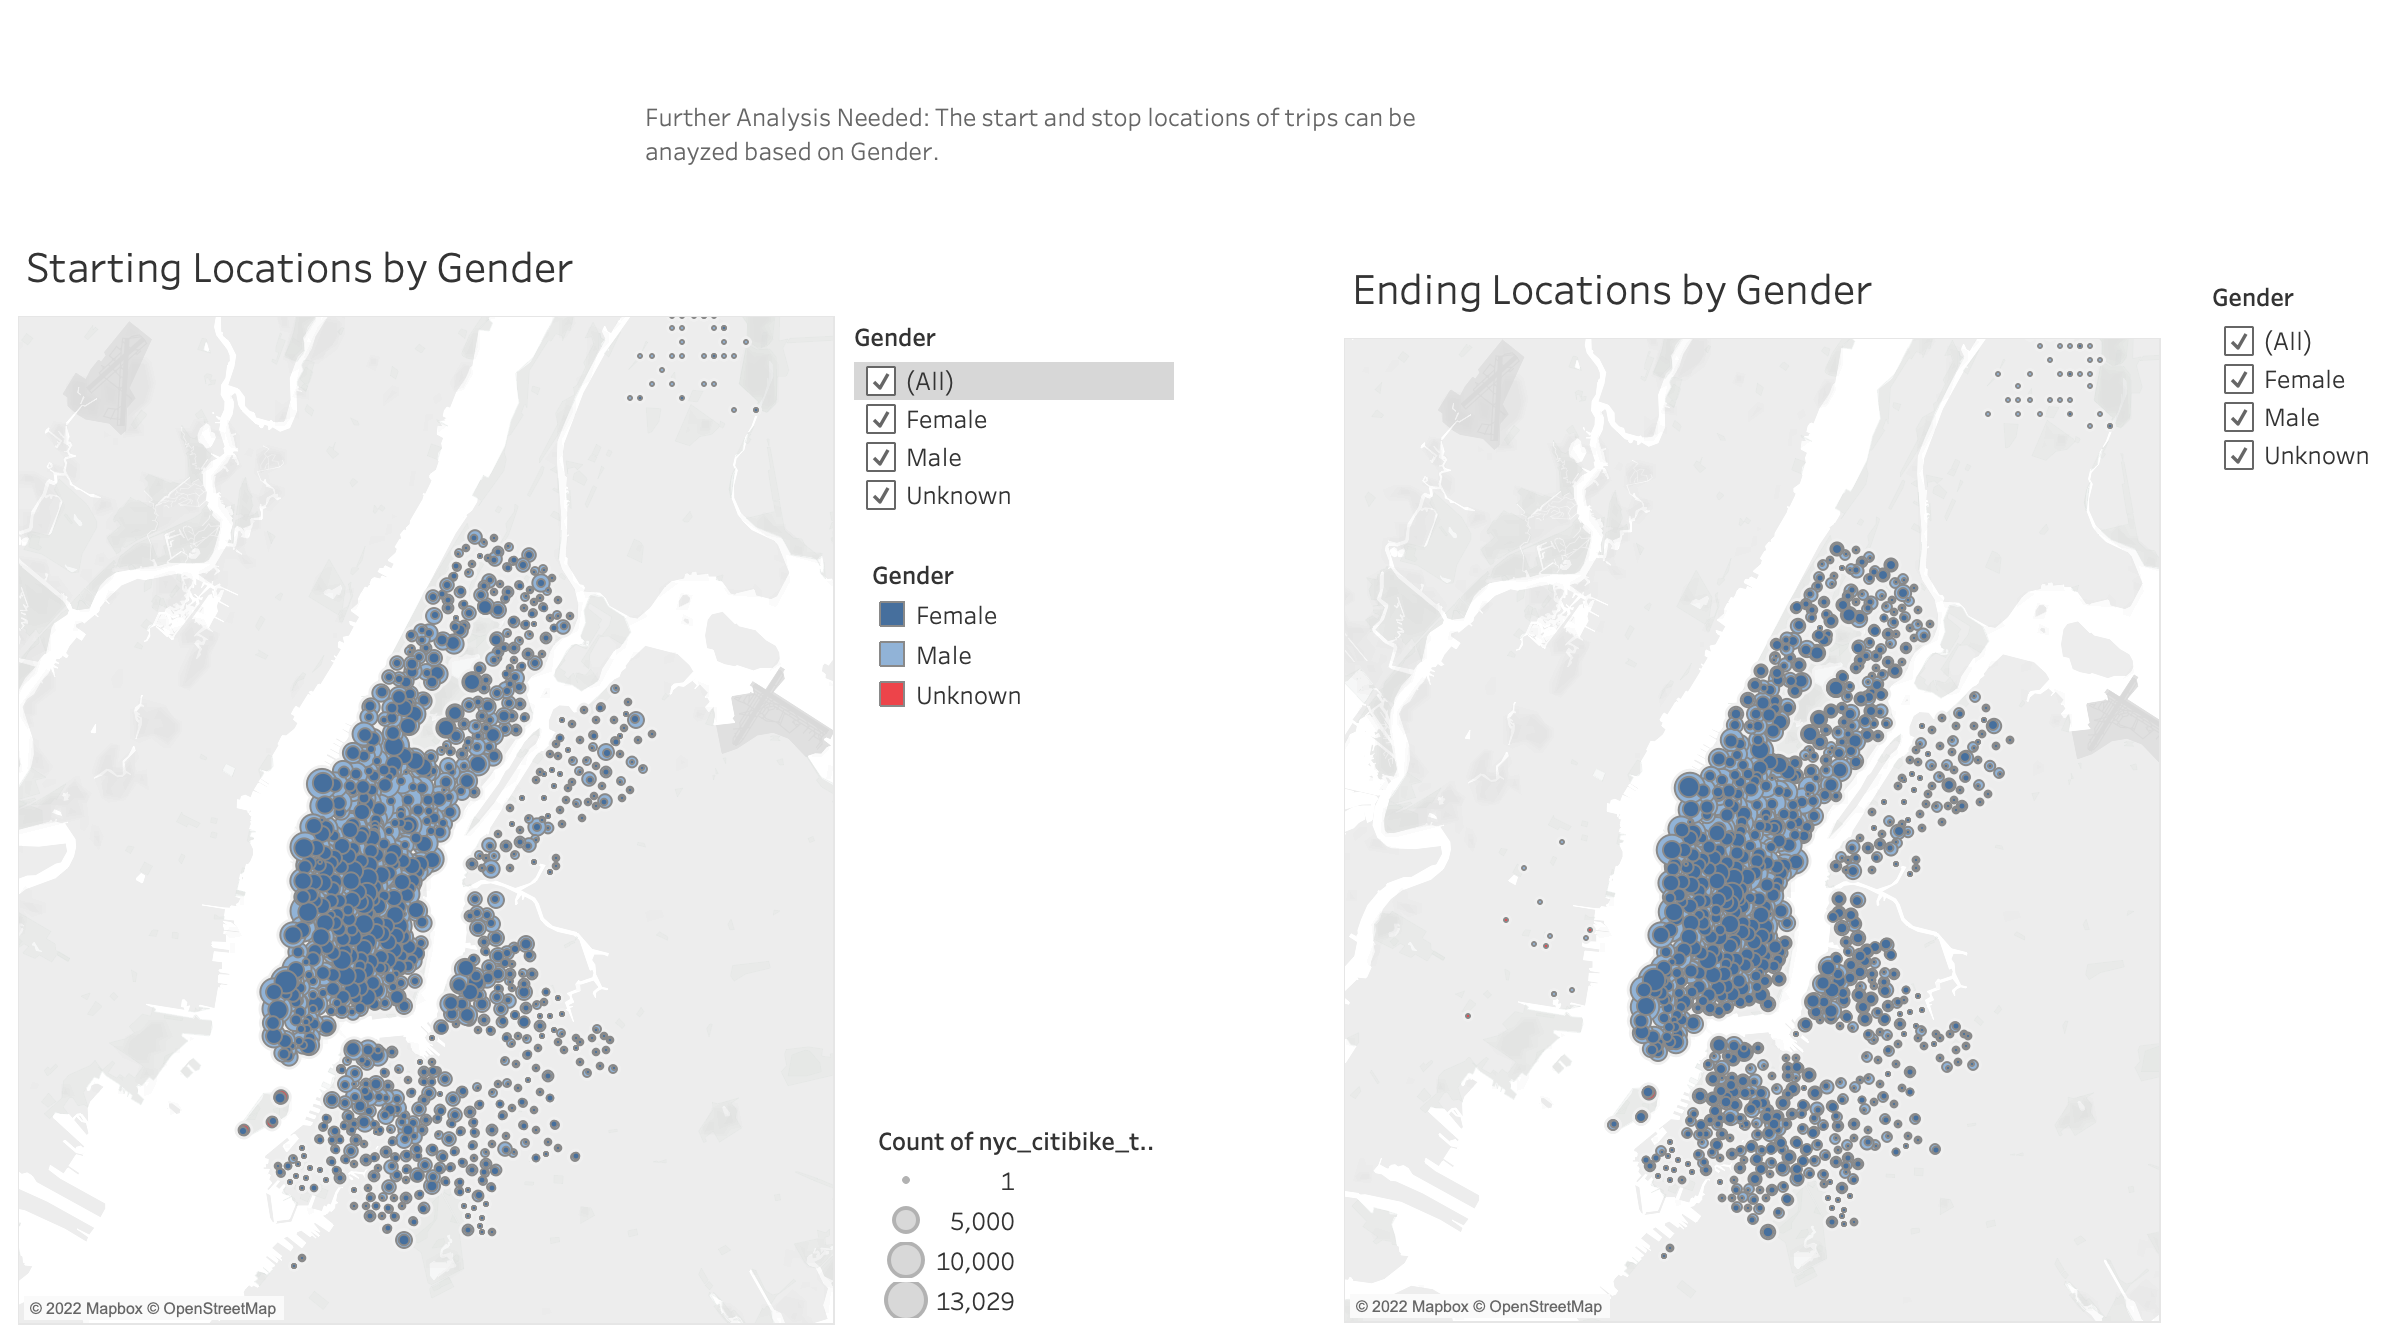 Further Analysis Needed: The start and stop locations of trips can be
anayzed based on Gender.
Starting Locations by Gender
© 2022 Mapbox © OpenStreetMap
Gender
(All)
Female
Male
Unknown
Gender
Female
Male
Unknown
Count of nyc_citibike_t..
1
5,000
10,000
13,029
Ending Locations by Gender
© 2022 Mapbox © OpenStreetMap
Gender
(All)
Female
Male
Unknown